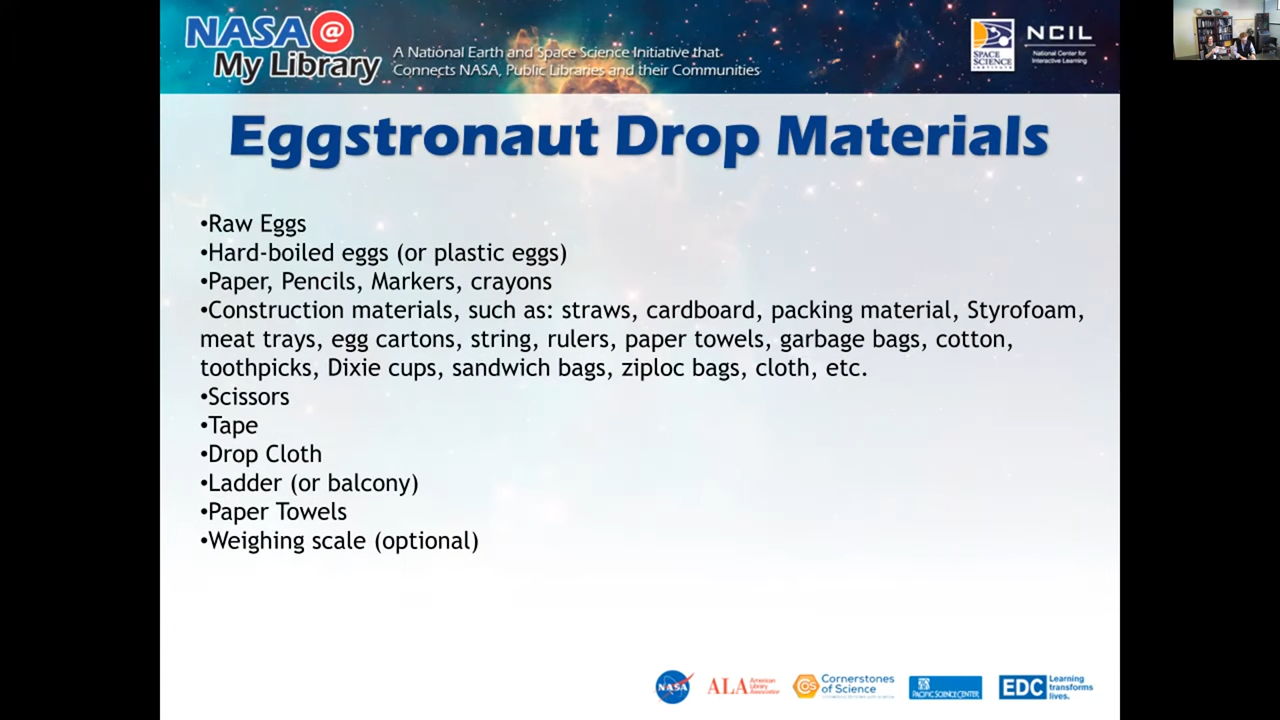 NASA@
My Library
A National Earth and Space Science Initiative that
Connects NASA, Public Libraries and their Communities
SPACE
SCIENCE
INSTITUTE
NCIL
National Center for
Interactive Learning
Eggstronaut Drop Materials
•Raw Eggs
•Hard-boiled eggs (or plastic eggs)
•Paper, Pencils, Markers, crayons
•Construction materials, such as: straws, cardboard, packing material, Styrofoam,
meat trays, egg cartons, string, rulers, paper towels, garbage bags, cotton,
toothpicks, Dixie cups, sandwich bags, ziploc bags, cloth, etc.
•Scissors
•Tape
•Drop Cloth
•Ladder (or balcony)
•Paper Towels
•Weighing scale (optional)
NASA
ALA American
Library
Association
COS
Cornerstones
of Science
PACIFIC SCIENCE CENTER
EDC
Learning
transforms
lives.